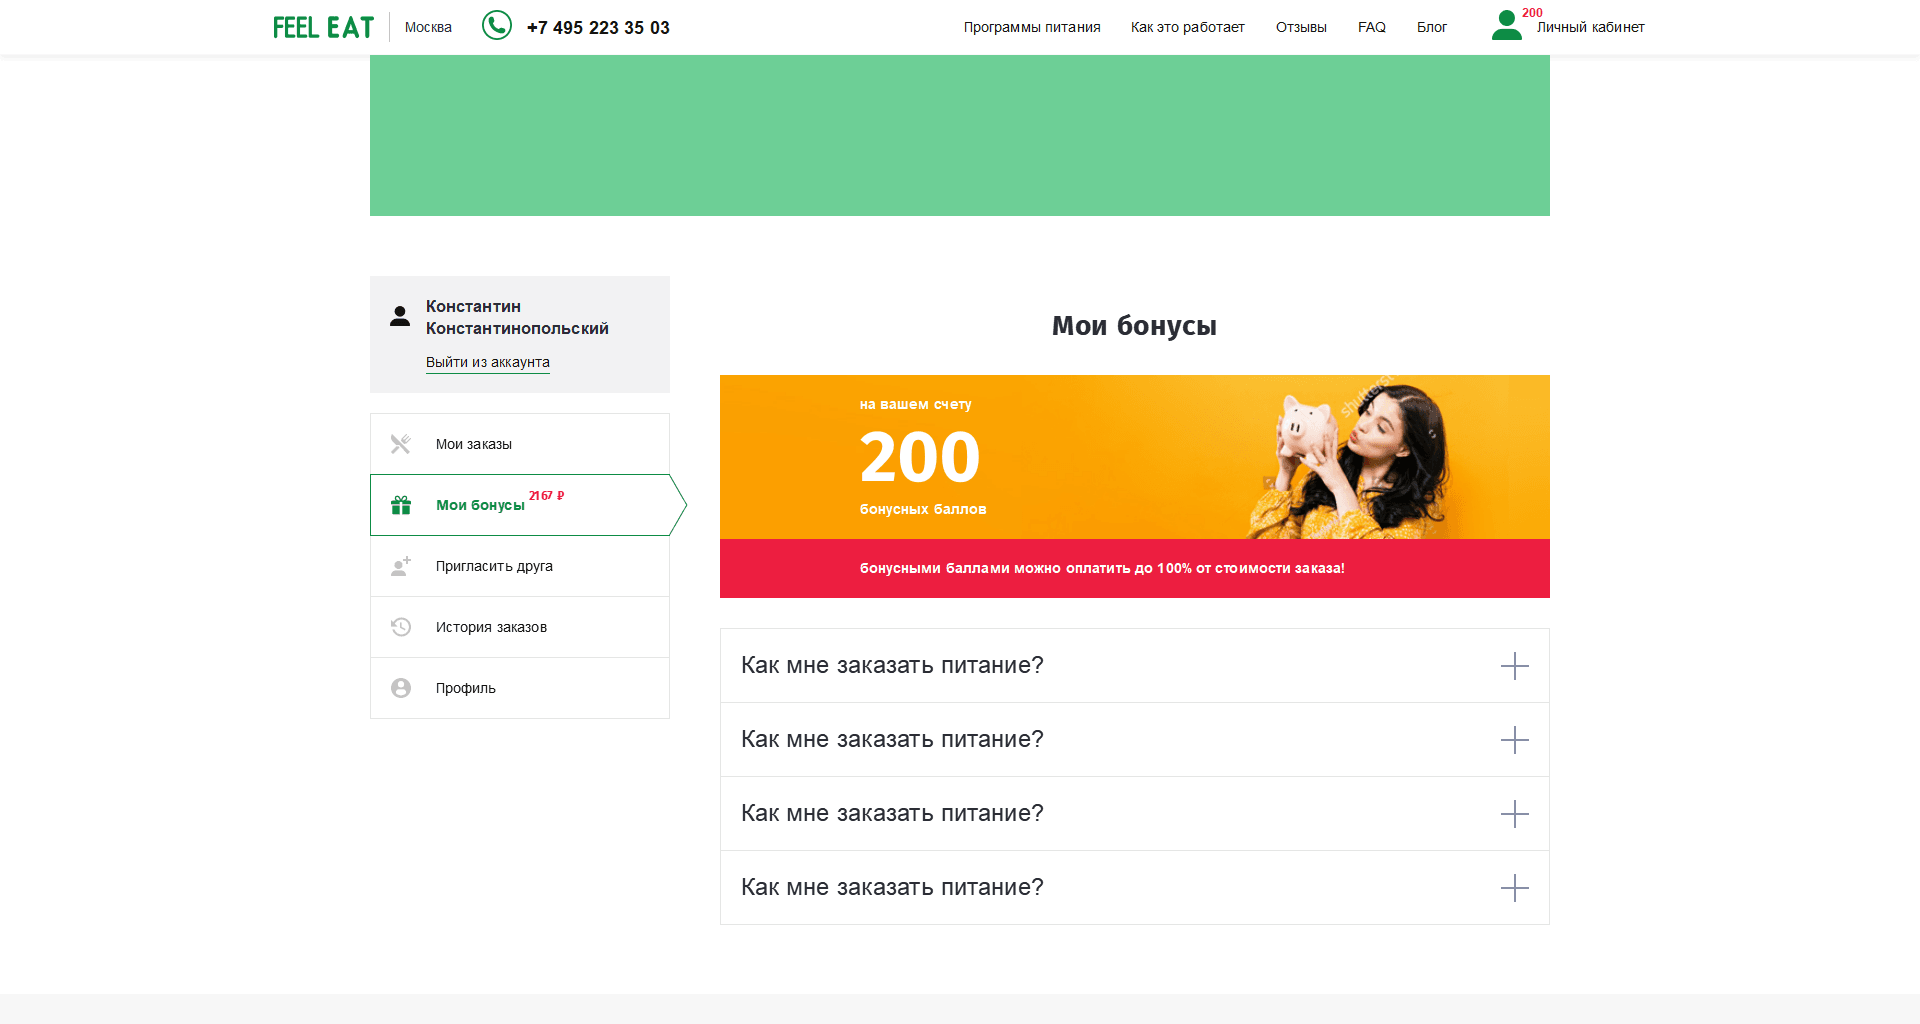 FEEL EAT
Москва
+7 495 223 35 03
Программы питания
Как это работает
Отзывы
FAQ
Блог
200
Личный кабинет
Константин
Константинопольский
Выйти из аккаунта
Мои заказы
Мои бонусы 2167 ₽
Пригласить друга
История заказов
Профиль
Мои бонусы
на вашем счету
200
бонусных баллов
бонусными баллами можно оплатить до 100% от стоимости заказа!
Как мне заказать питание?
Как мне заказать питание?
Как мне заказать питание?
Как мне заказать питание?